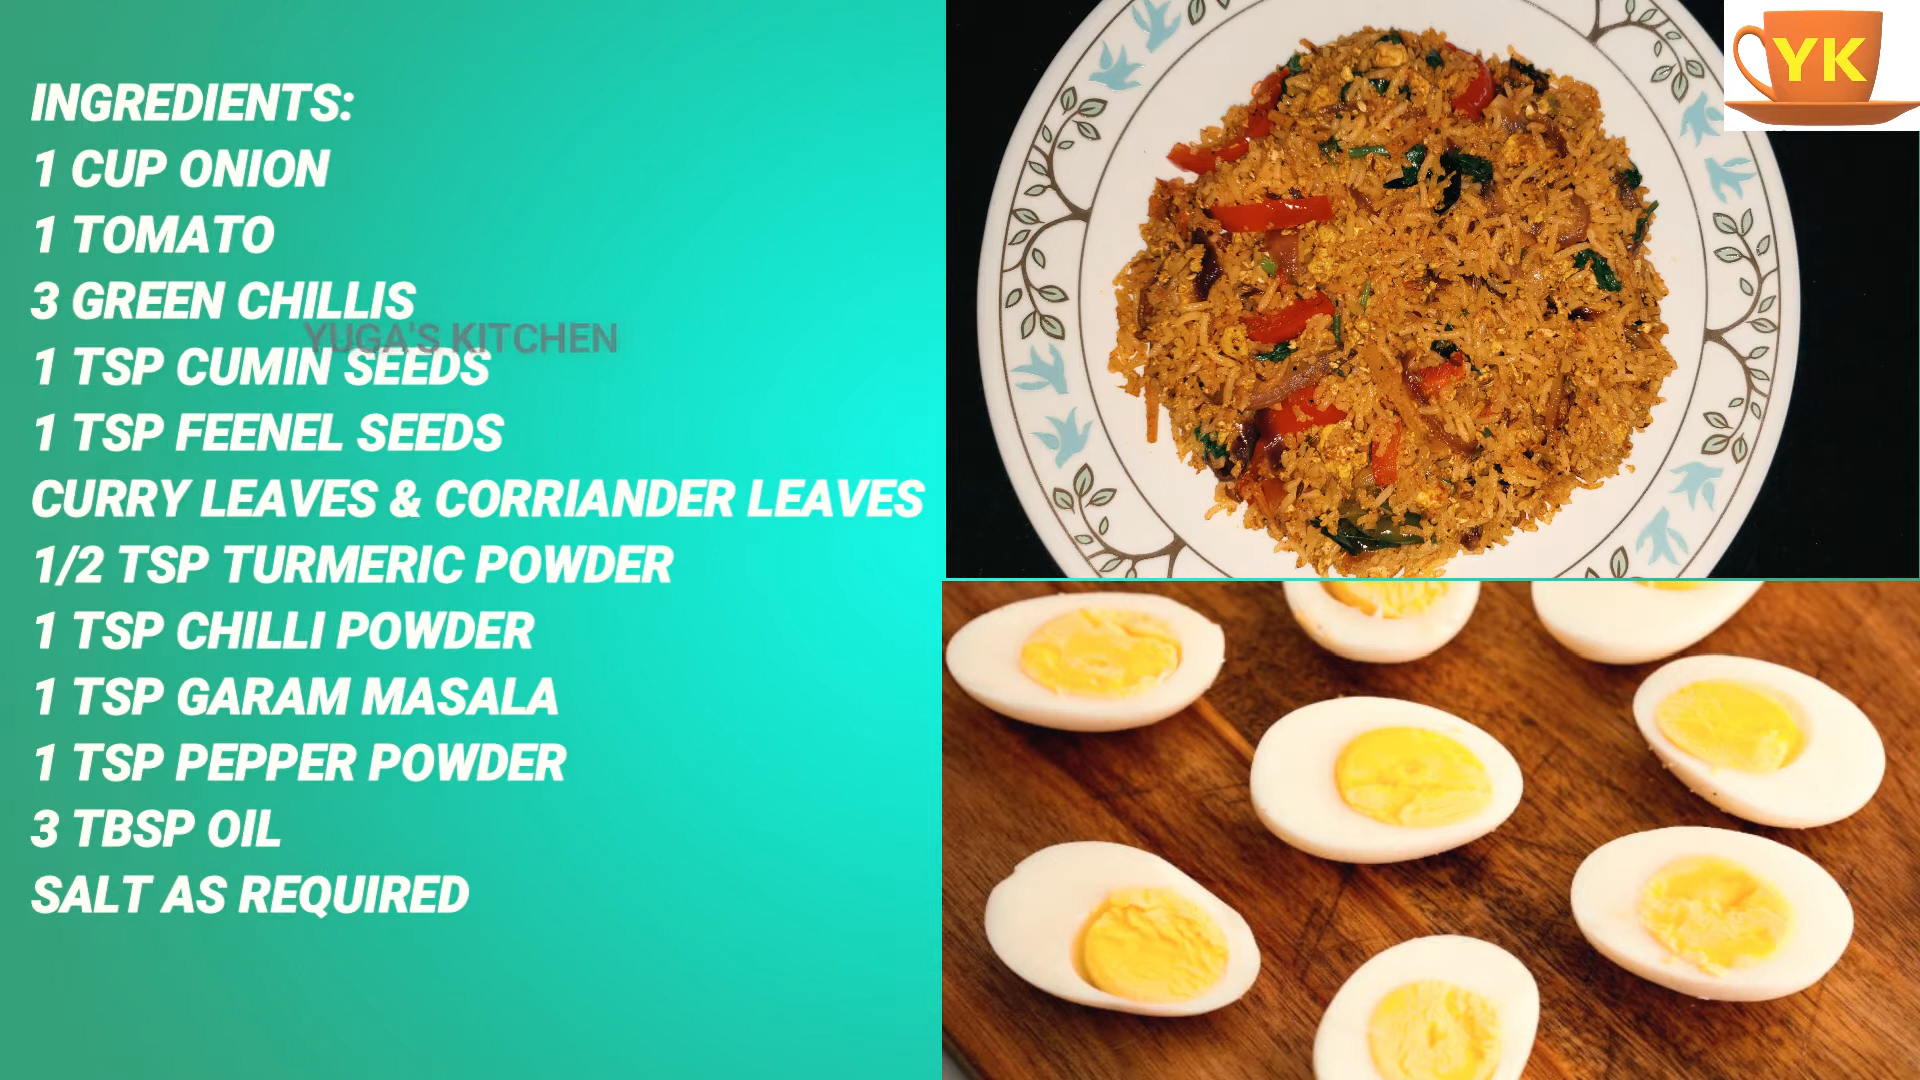 INGREDIENTS:
1 CUP ONION
1 TOMATO
3 GREEN CHILLIS
YUGA'S KITCHEN
1 TSP CUMIN SEEDS
1 TSP FEENEL SEEDS
CURRY LEAVES & CORRIANDER LEAVES
1/2 TSP TURMERIC POWDER
1 TSP CHILLI POWDER
1 TSP GARAM MASALA
1 TSP PEPPER POWDER
3 TBSP OIL
SALT AS REQUIRED
YK